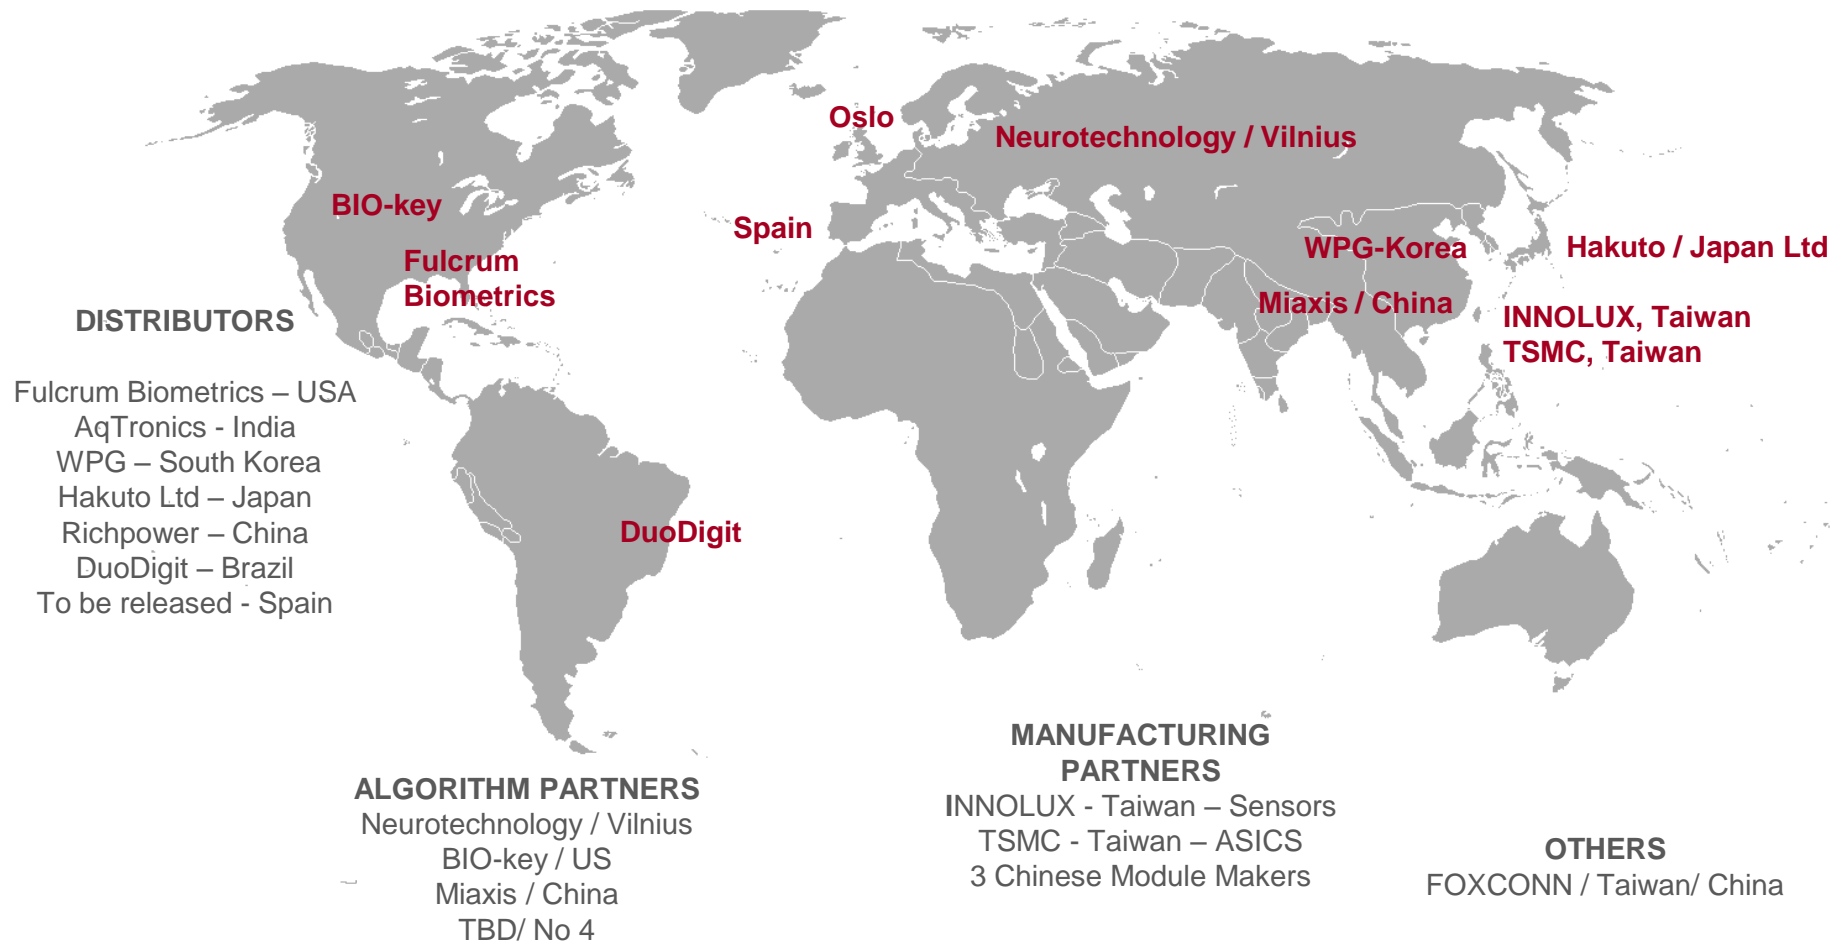 Oslo
Neurotechnology / Vilnius
BIO-key
Spain
Fulcrum
Biometrics
WPG-Korea
Hakuto / Japan Ltd
Miaxis / China
INNOLUX, Taiwan
TSMC, Taiwan
DuoDigit
DISTRIBUTORS
Fulcrum Biometrics – USA
AqTronics - India
WPG – South Korea
Hakuto Ltd – Japan
Richpower – China
DuoDigit – Brazil
To be released - Spain
ALGORITHM PARTNERS
Neurotechnology / Vilnius
BIO-key / US
Miaxis / China
TBD/ No 4
MANUFACTURING
PARTNERS
INNOLUX - Taiwan – Sensors
TSMC - Taiwan – ASICS
3 Chinese Module Makers
OTHERS
FOXCONN / Taiwan/ China